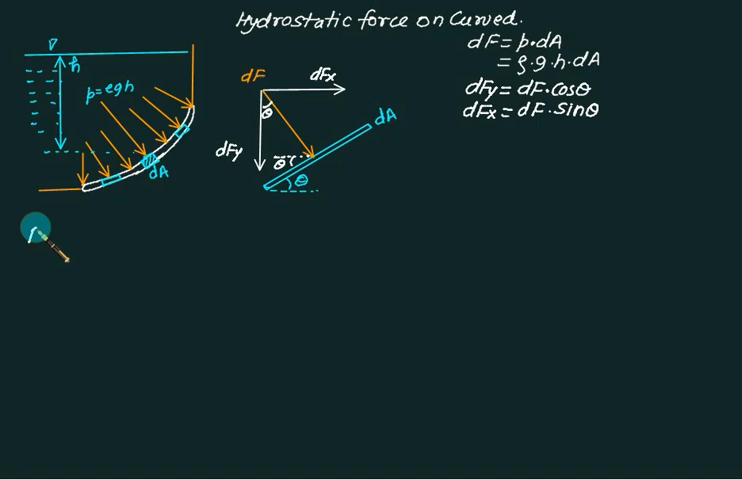 Hydrostatic force on Curved.
dF = p·dA
= ρ·g·h·dA
dFy = dF·cosθ
dFx = dF·sinθ
h
p=ρgh
dA
dF
dFx
θ
dFy
θ
θ
dA